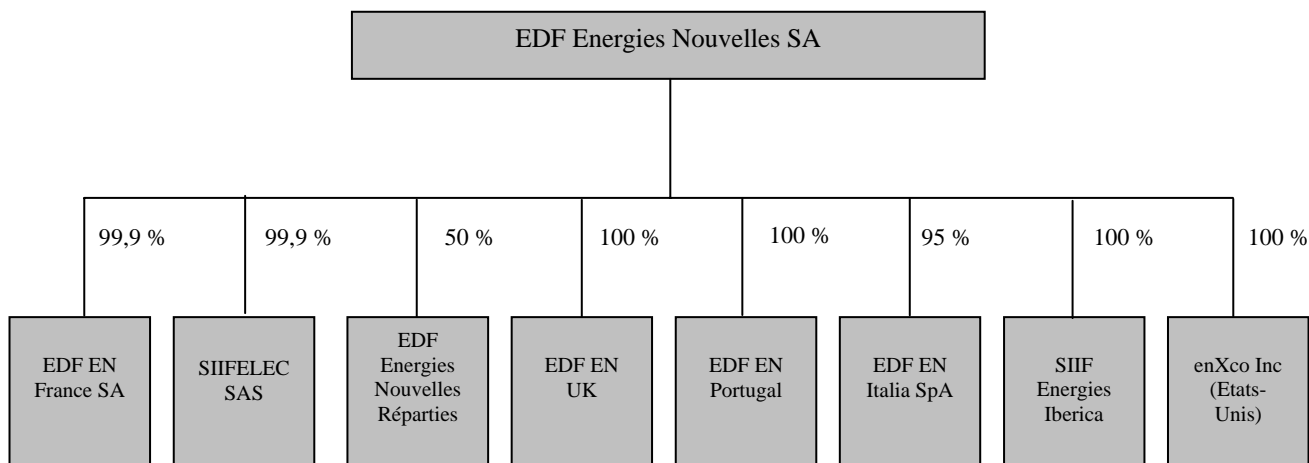 EDF Energies Nouvelles SA
99,9 %
99,9 %
50 %
100 %
100 %
95 %
100 %
100 %
EDF EN
France SA
SIIFELEC
SAS
EDF
Energies
Nouvelles
Réparties
EDF EN
UK
EDF EN
Portugal
EDF EN
Italia SpA
SIIF
Energies
Iberica
enXco Inc
(Etats-
Unis)